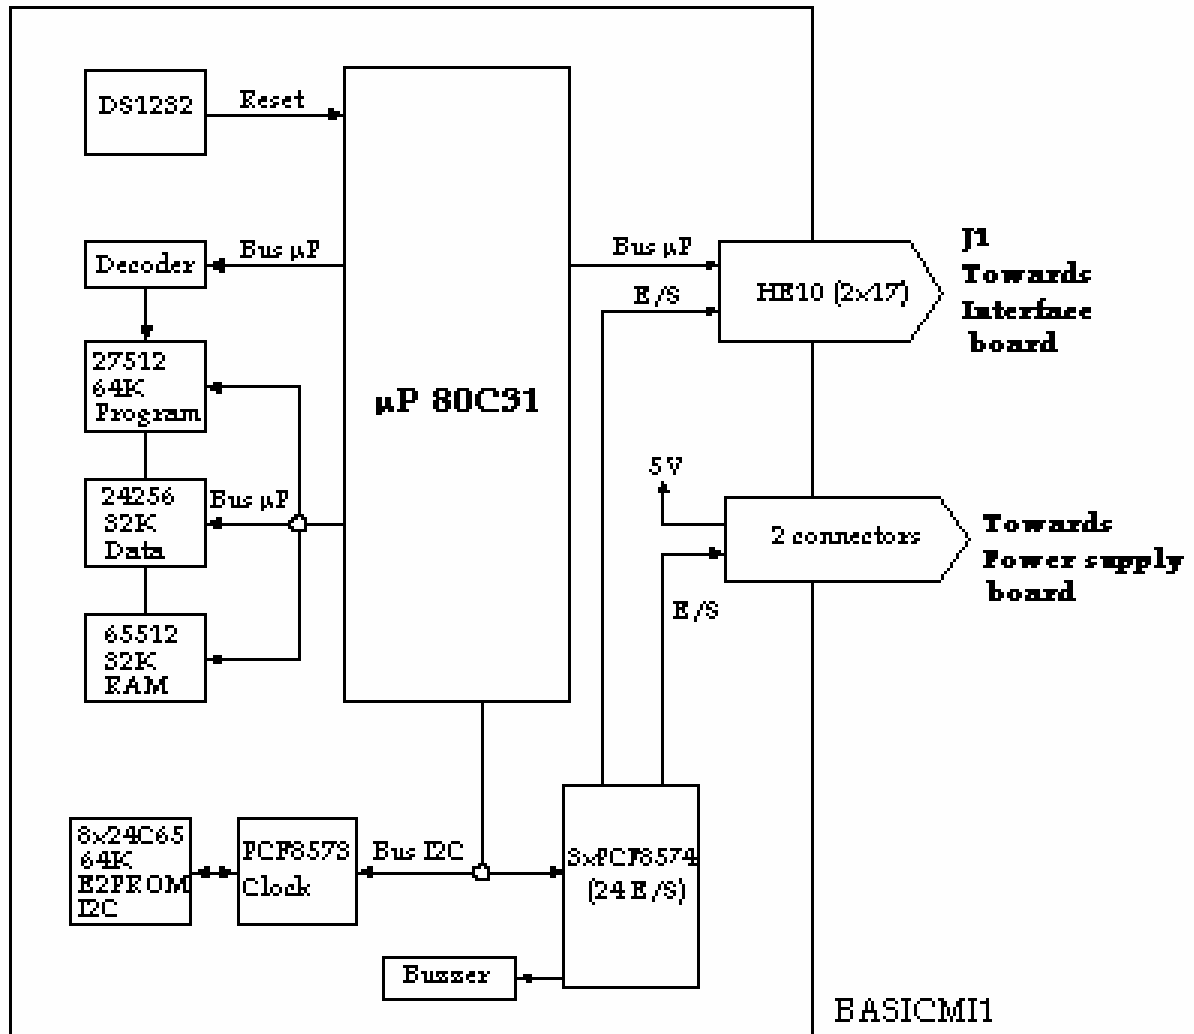 DS1232
Reset
Decoder
Bus µP
27512
64K
Program
24256
32K
Data
Bus µP
65512
32K
RAM
µP 80C31
Bus µP
E/S
HE10 (2x17)
J1
Towards
Interface
board
5V
2 connectors
Towards
Power supply
board
E/S
8x24C65
64K
E2PROM
I2C
PCF8573
Clock
Bus I2C
3xPCF8574
(24 E/S)
Buzzer
BASICMI1